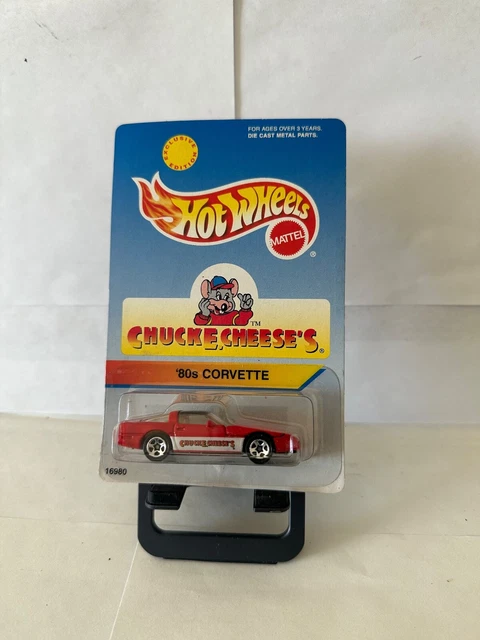 FOR AGES OVER 3 YEARS.
DIE CAST METAL PARTS.
EXCLUSIVE
EDITION
HOT WHEELS
MATTEL
®
TM
CHUCK E. CHEESE'S®
'80s CORVETTE
CHUCK E. CHEESE'S
16980